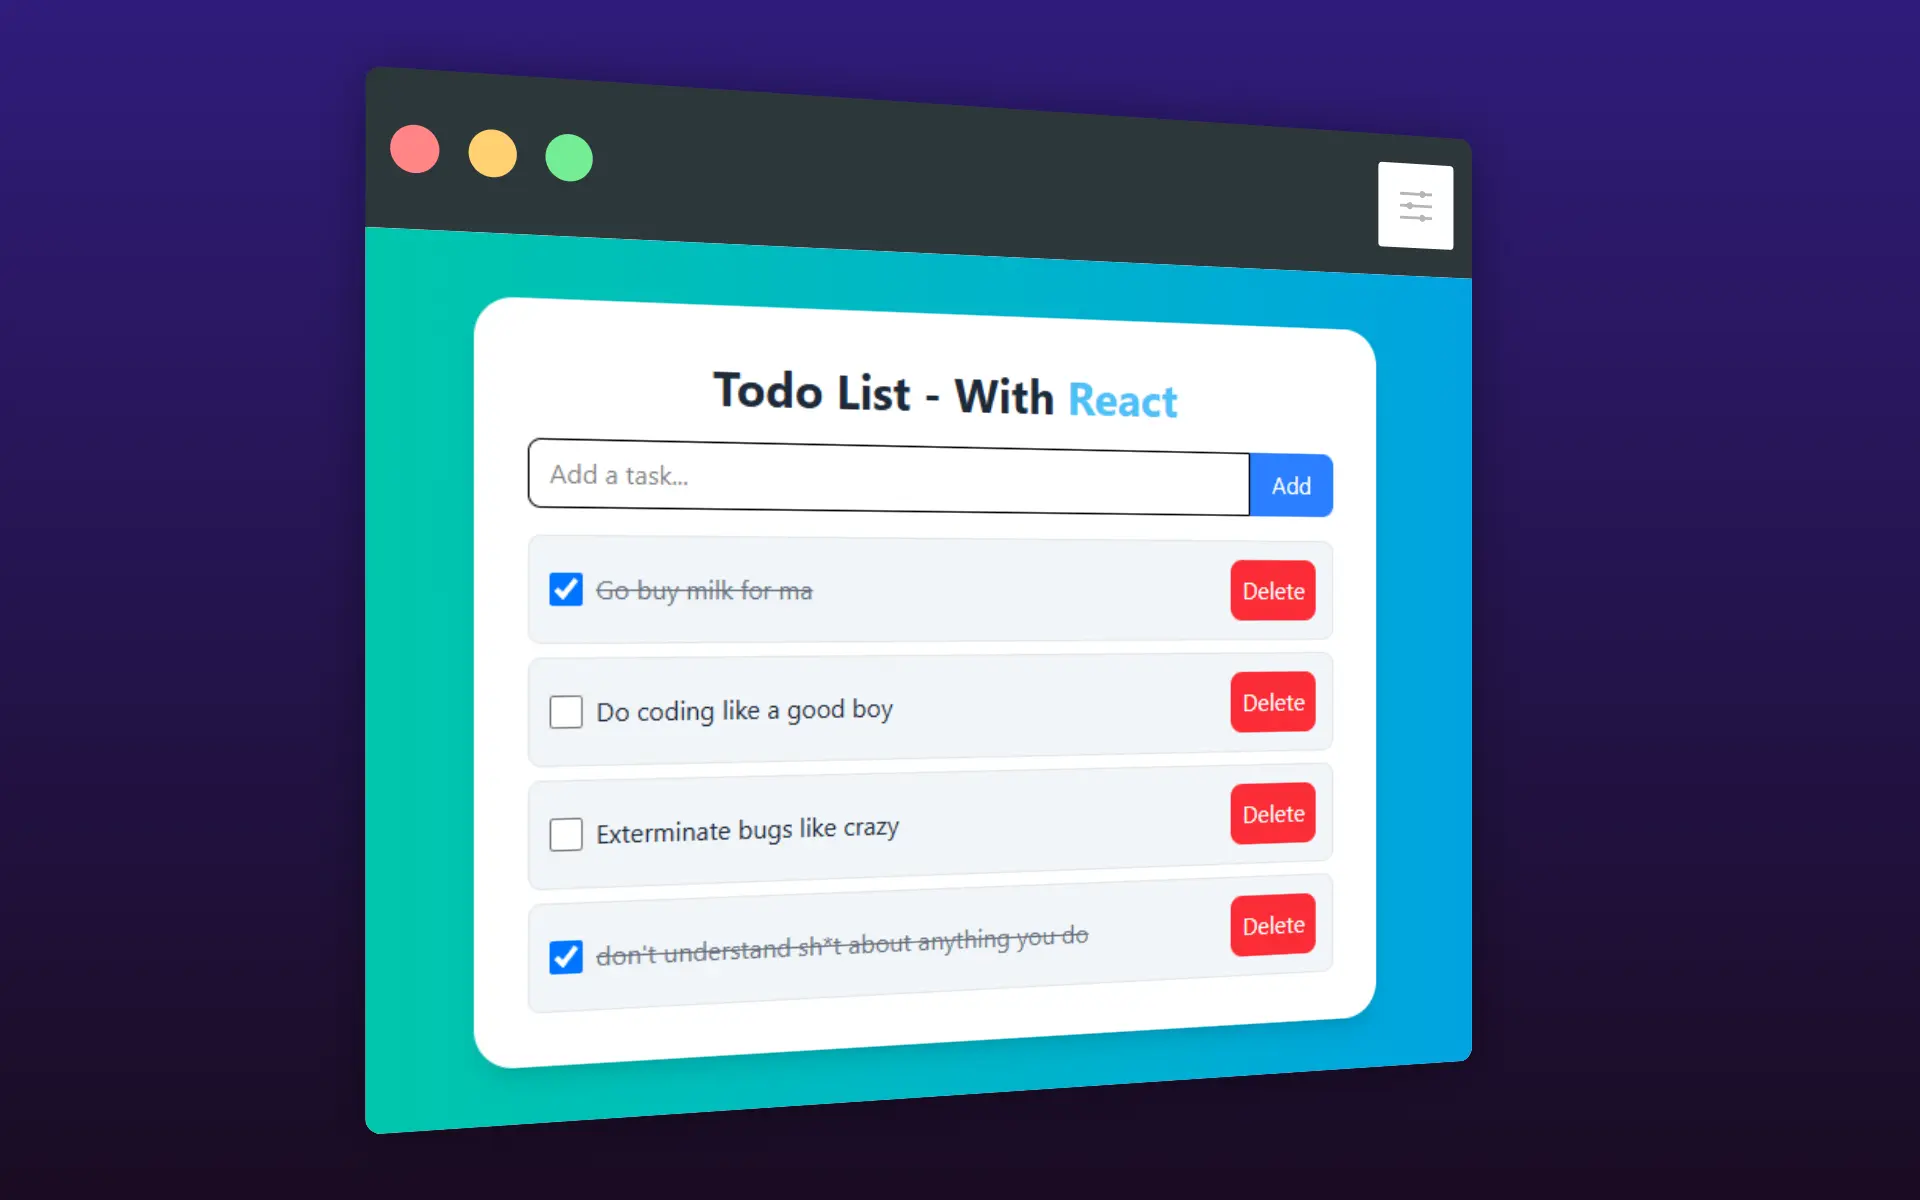 Todo List - With React
Add a task...
Add
Go buy milk for ma
Delete
Do coding like a good boy
Delete
Exterminate bugs like crazy
Delete
don't understand sh*t about anything you do
Delete